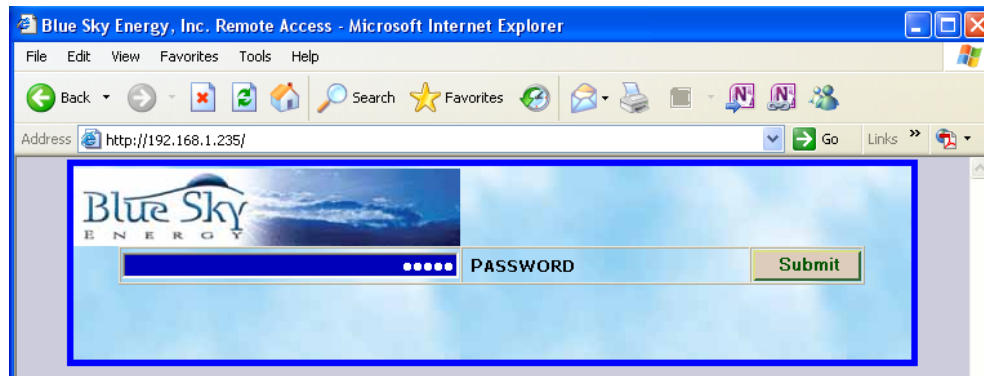 Blue Sky Energy, Inc. Remote Access - Microsoft Internet Explorer
File Edit View Favorites Tools Help
Back Search Favorites
Address http://192.168.1.235/ Go Links »
Blue Sky
ENERGY
●●●●● PASSWORD Submit